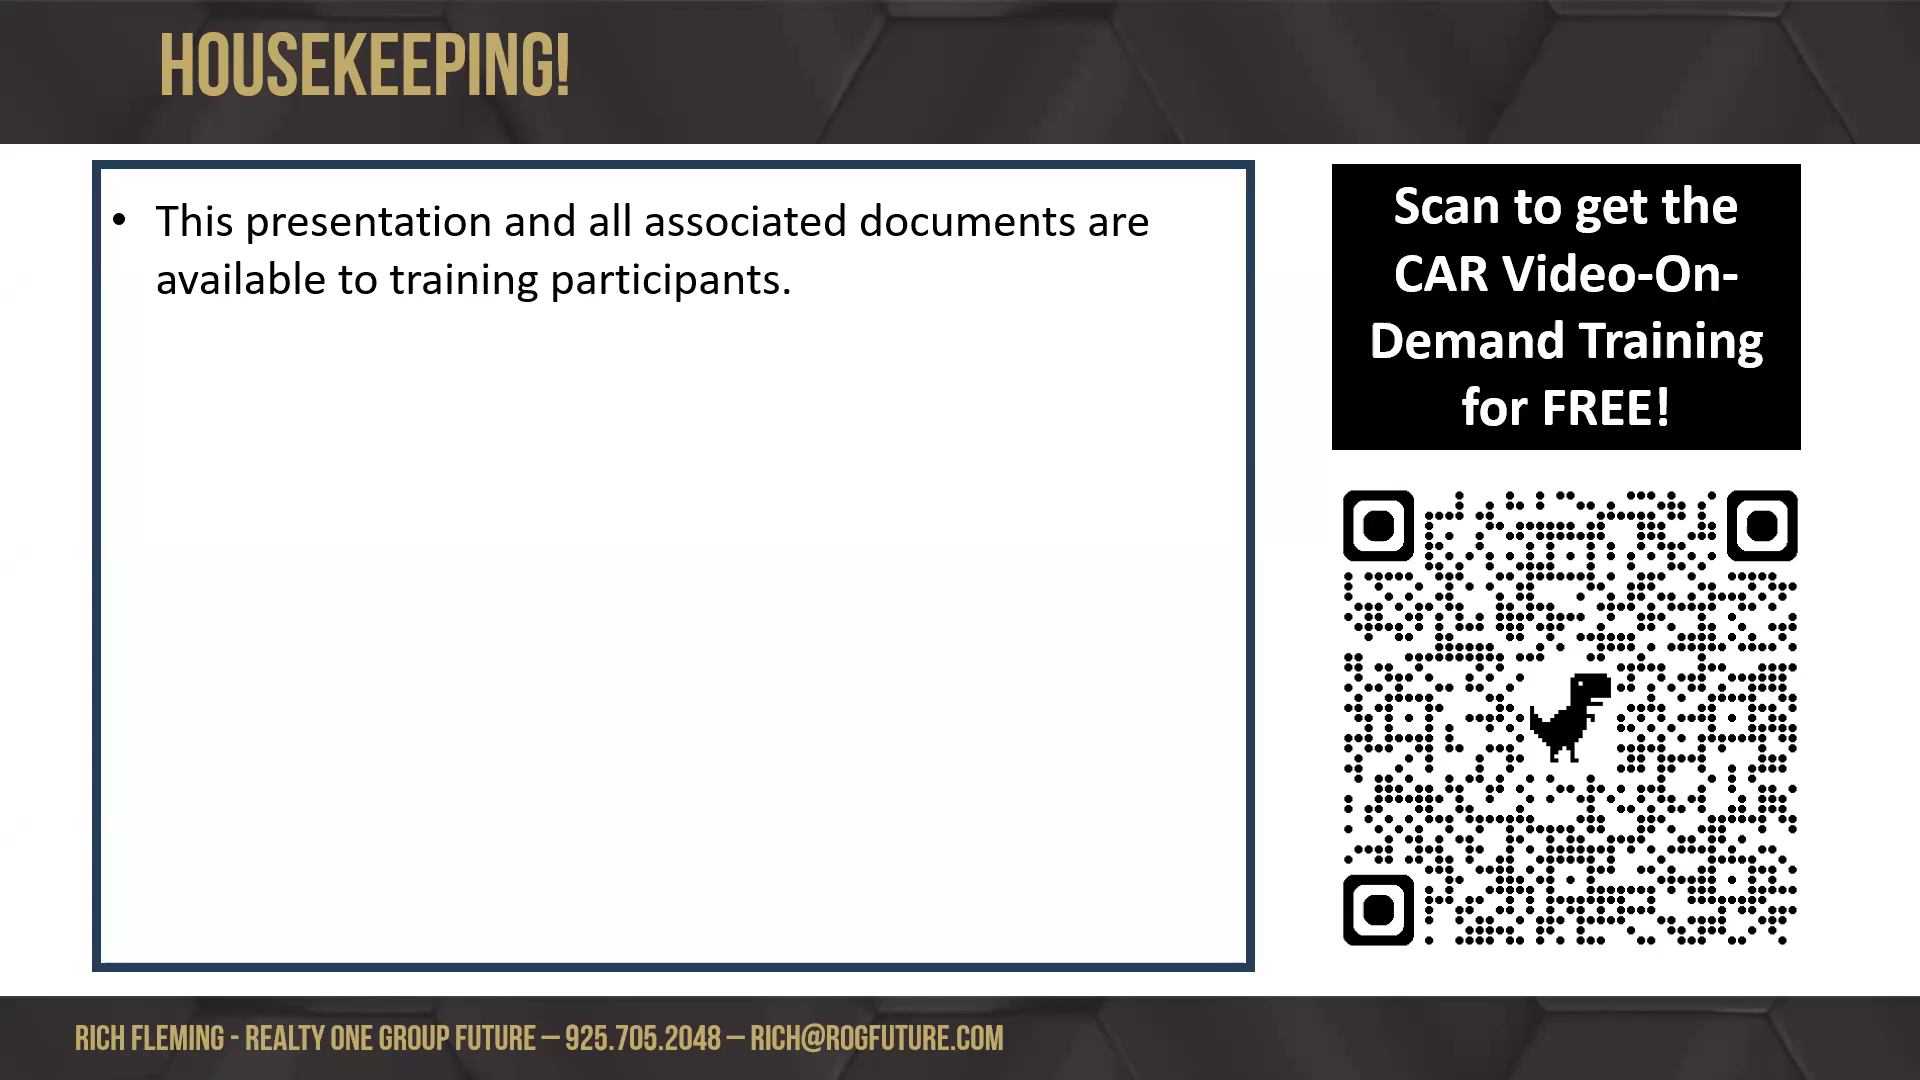 HOUSEKEEPING!
• This presentation and all associated documents are
available to training participants.
Scan to get the
CAR Video-On-
Demand Training
for FREE!
RICH FLEMING - REALTY ONE GROUP FUTURE – 925.705.2048 – RICH@ROGFUTURE.COM